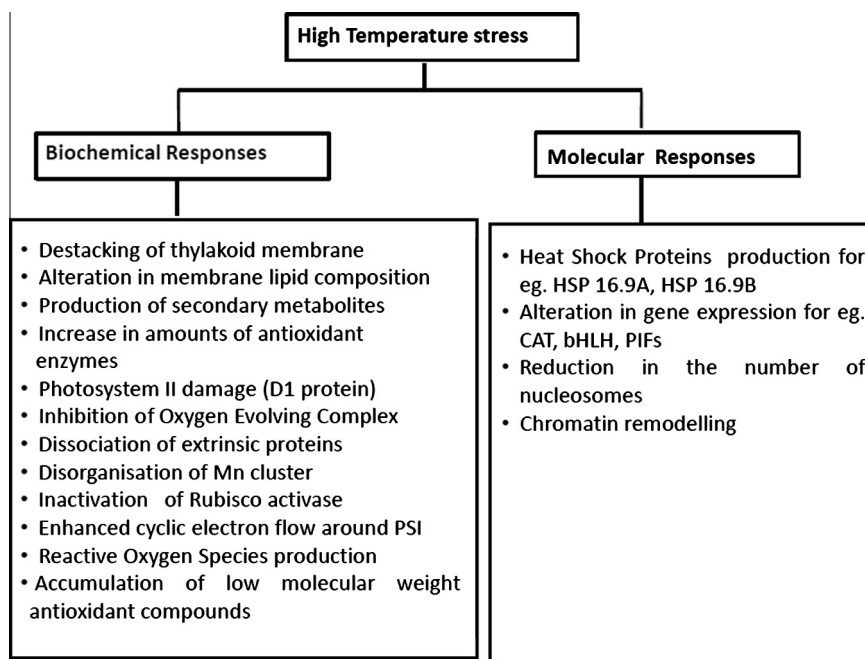 High Temperature stress
Biochemical Responses
Molecular Responses
• Destacking of thylakoid membrane
• Alteration in membrane lipid composition
• Production of secondary metabolites
• Increase in amounts of antioxidant
enzymes
• Photosystem II damage (D1 protein)
• Inhibition of Oxygen Evolving Complex
• Dissociation of extrinsic proteins
• Disorganisation of Mn cluster
• Inactivation of Rubisco activase
• Enhanced cyclic electron flow around PSI
• Reactive Oxygen Species production
• Accumulation of low molecular weight
antioxidant compounds
• Heat Shock Proteins production for
eg. HSP 16.9A, HSP 16.9B
• Alteration in gene expression for eg.
CAT, bHLH, PIFs
• Reduction in the number of
nucleosomes
• Chromatin remodelling